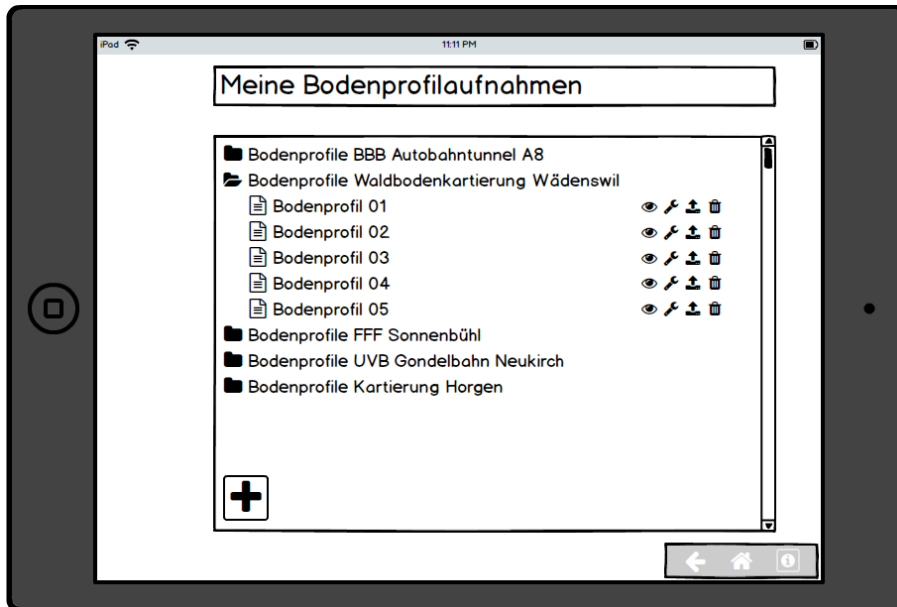 iPad
11:11 PM
Meine Bodenprofilaufnahmen
Bodenprofile BBB Autobahntunnel A8
Bodenprofile Waldbodenkartierung Wädenswil
Bodenprofil 01
Bodenprofil 02
Bodenprofil 03
Bodenprofil 04
Bodenprofil 05
Bodenprofile FFF Sonnenbühl
Bodenprofile UVB Gondelbahn Neukirch
Bodenprofile Kartierung Horgen